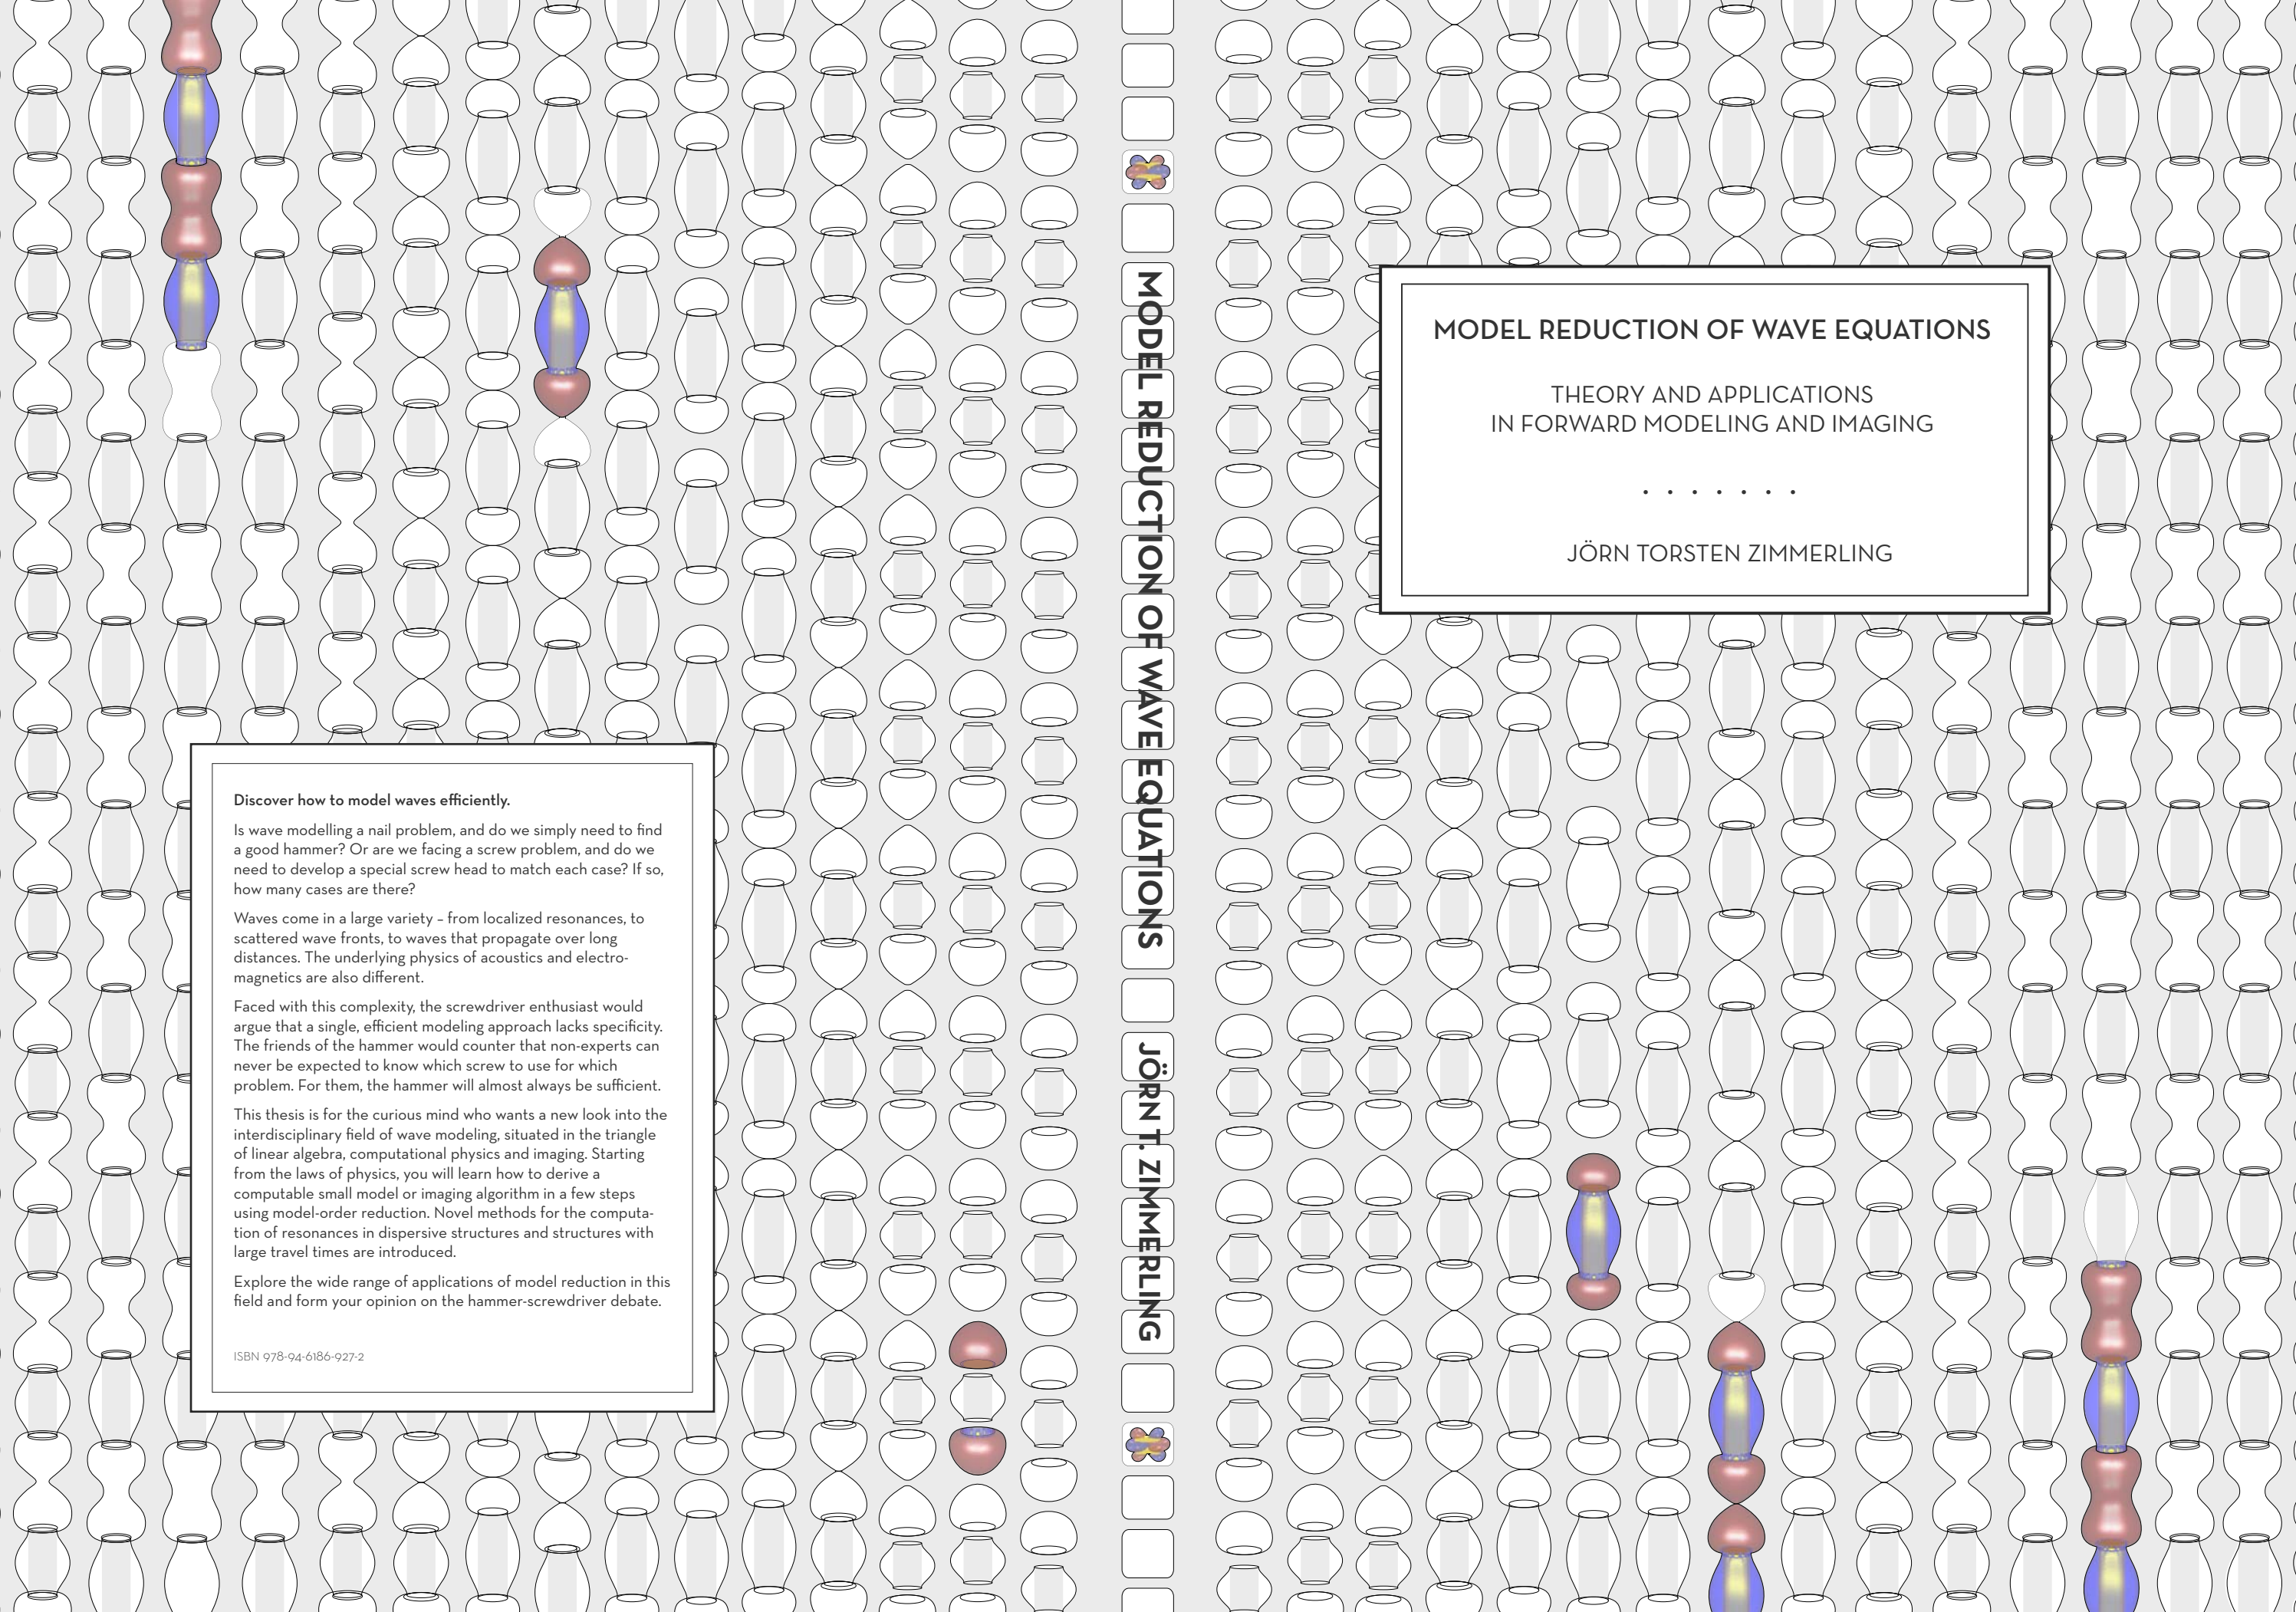 Discover how to model waves efficiently.
Is wave modelling a nail problem, and do we simply need to find
a good hammer? Or are we facing a screw problem, and do we
need to develop a special screw head to match each case? If so,
how many cases are there?
Waves come in a large variety – from localized resonances, to
scattered wave fronts, to waves that propagate over long
distances. The underlying physics of acoustics and electro-
magnetics are also different.
Faced with this complexity, the screwdriver enthusiast would
argue that a single, efficient modeling approach lacks specificity.
The friends of the hammer would counter that non-experts can
never be expected to know which screw to use for which
problem. For them, the hammer will almost always be sufficient.
This thesis is for the curious mind who wants a new look into the
interdisciplinary field of wave modeling, situated in the triangle
of linear algebra, computational physics and imaging. Starting
from the laws of physics, you will learn how to derive a
computable small model or imaging algorithm in a few steps
using model-order reduction. Novel methods for the computa-
tion of resonances in dispersive structures and structures with
large travel times are introduced.
Explore the wide range of applications of model reduction in this
field and form your opinion on the hammer-screwdriver debate.
ISBN 978-94-6186-927-2
MODEL REDUCTION OF WAVE EQUATIONS
JÖRN T. ZIMMERLING
MODEL REDUCTION OF WAVE EQUATIONS
THEORY AND APPLICATIONS
IN FORWARD MODELING AND IMAGING
. . . . . . .
JÖRN TORSTEN ZIMMERLING